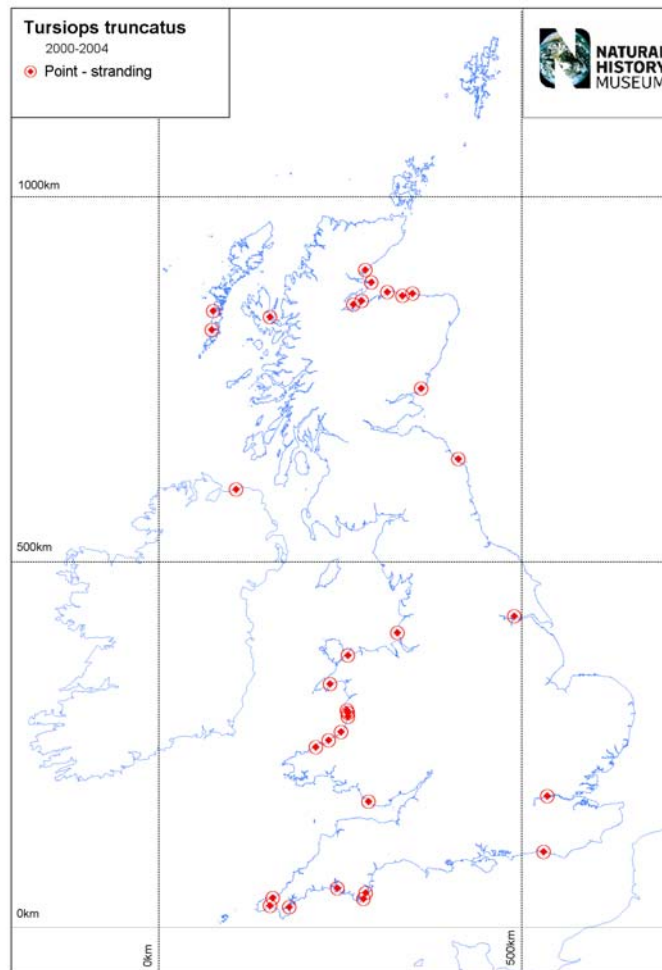 Tursiops truncatus
2000-2004
Point - stranding
NATURAL
HISTORY
MUSEUM
1000km
500km
0km
0km
500km